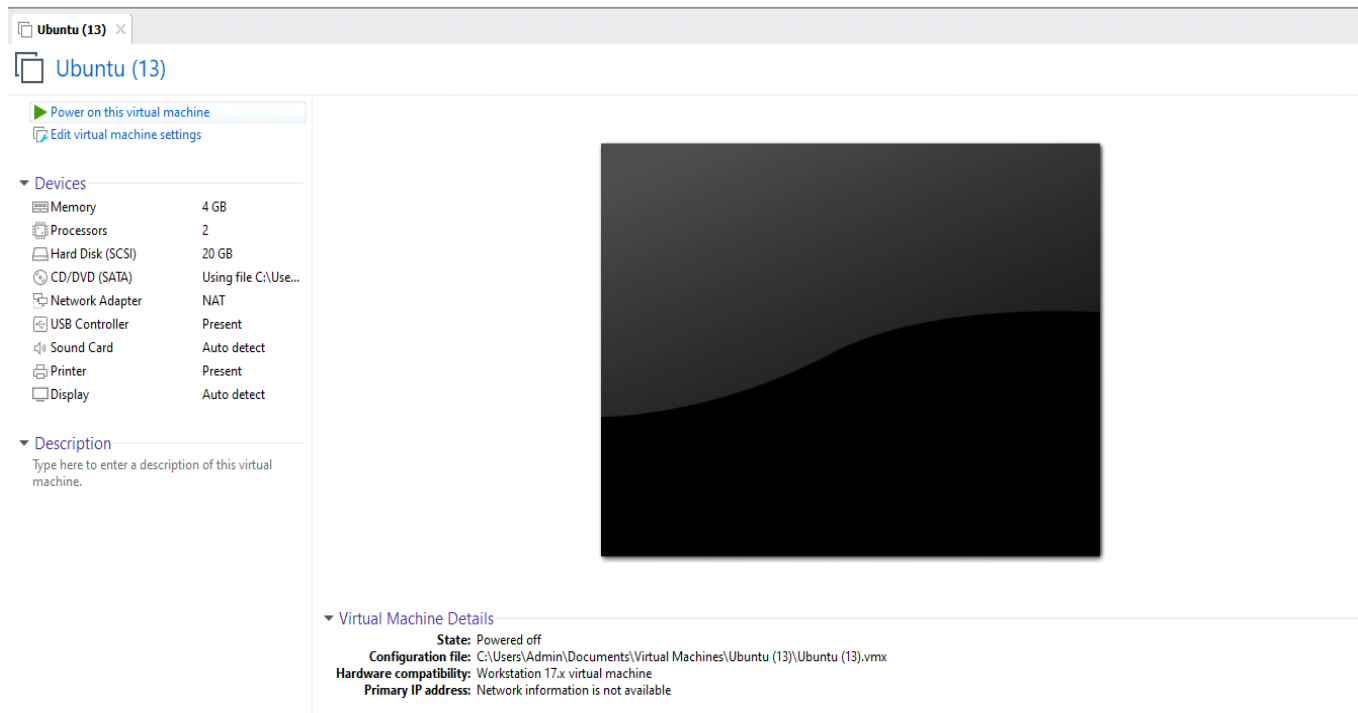 Ubuntu (13)
Ubuntu (13)
Power on this virtual machine
Edit virtual machine settings
Devices
Memory 4 GB
Processors 2
Hard Disk (SCSI) 20 GB
CD/DVD (SATA) Using file C:\Use...
Network Adapter NAT
USB Controller Present
Sound Card Auto detect
Printer Present
Display Auto detect
Description
Type here to enter a description of this virtual
machine.
Virtual Machine Details
State: Powered off
Configuration file: C:\Users\Admin\Documents\Virtual Machines\Ubuntu (13)\Ubuntu (13).vmx
Hardware compatibility: Workstation 17.x virtual machine
Primary IP address: Network information is not available